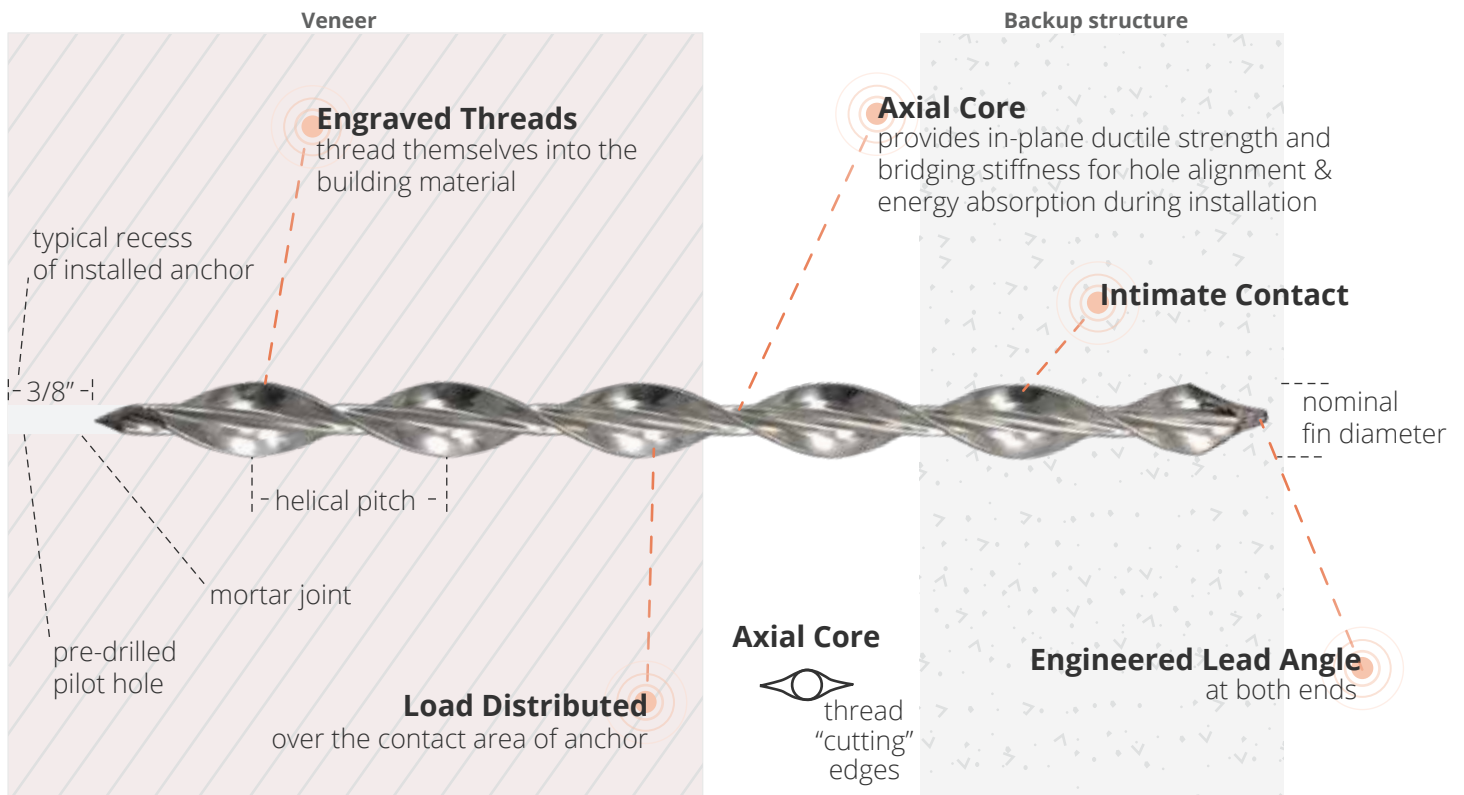 Veneer
Backup structure
Engraved Threads
thread themselves into the
building material
Axial Core
provides in-plane ductile strength and
bridging stiffness for hole alignment &
energy absorption during installation
typical recess
of installed anchor
Intimate Contact
3/8”
nominal
fin diameter
helical pitch
mortar joint
pre-drilled
pilot hole
Load Distributed
over the contact area of anchor
Axial Core
thread
“cutting”
edges
Engineered Lead Angle
at both ends